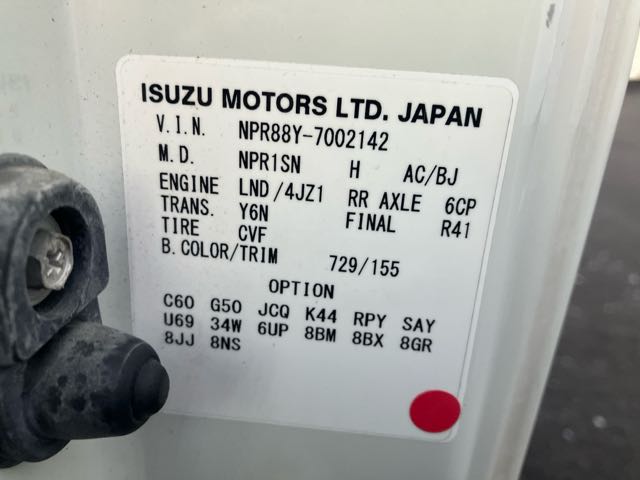 ISUZU MOTORS LTD. JAPAN
V.I.N. NPR88Y-7002142
M.D. NPR1SN H AC/BJ
ENGINE LND/4JZ1 RR AXLE 6CP
TRANS. Y6N FINAL R41
TIRE CVF
B.COLOR/TRIM 729/155
OPTION
C60 G50 JCQ K44 RPY SAY
U69 34W 6UP 8BM 8BX 8GR
8JJ 8NS